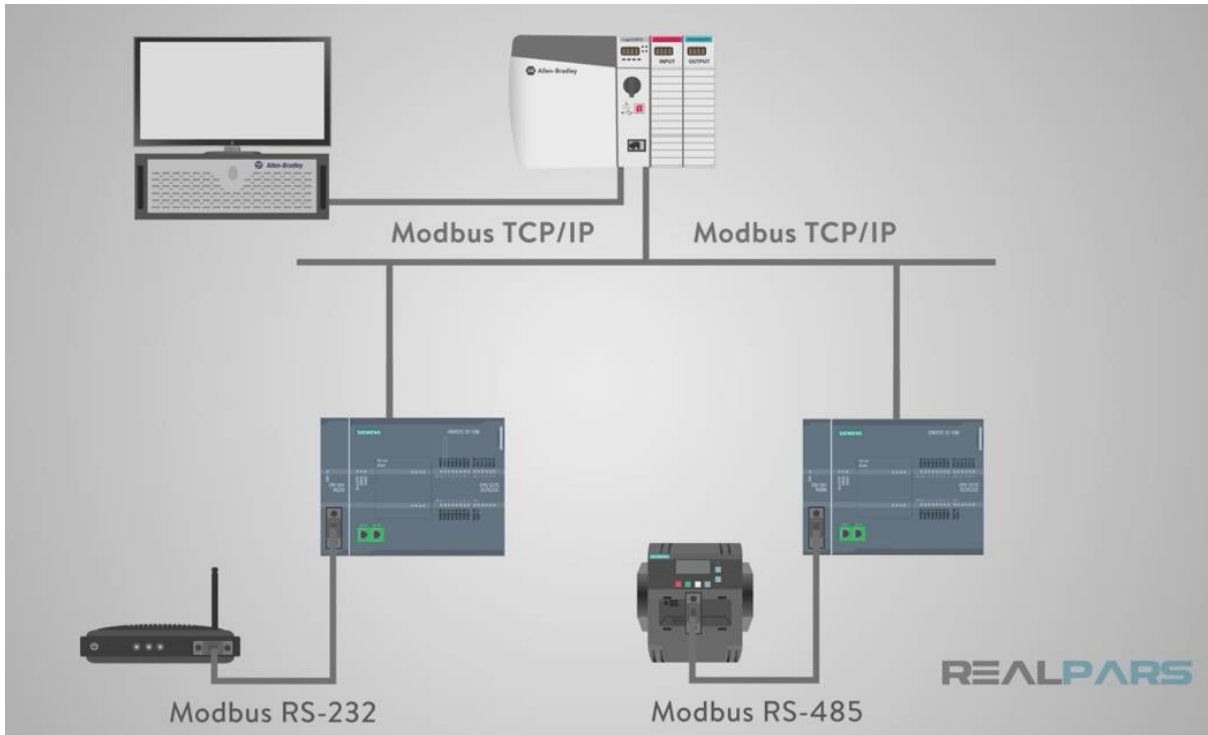 Allen-Bradley
INPUT
OUTPUT
Allen-Bradley
Modbus TCP/IP
Modbus TCP/IP
SIEMENS
SIEMENS
SIEMENS
REALPARS
Modbus RS-232
Modbus RS-485